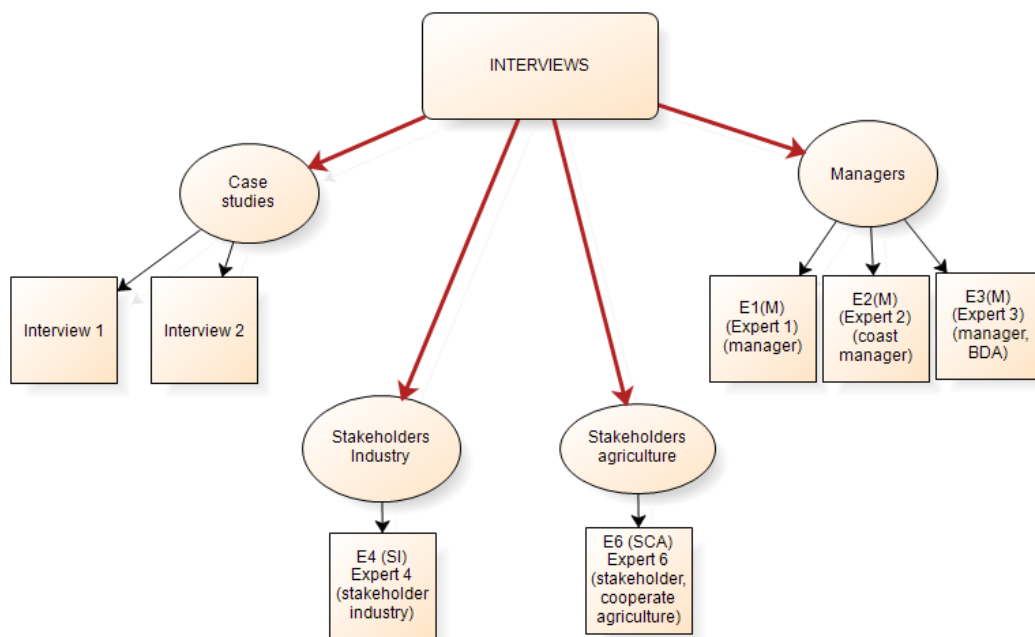 INTERVIEWS
Case
studies
Managers
Interview 1
Interview 2
E1(M)
(Expert 1)
(manager)
E2(M)
(Expert 2)
(coast
manager)
E3(M)
(Expert 3)
(manager,
BDA)
Stakeholders
Industry
Stakeholders
agriculture
E4 (SI)
Expert 4
(stakeholder
industry)
E6 (SCA)
Expert 6
(stakeholder,
cooperate
agriculture)